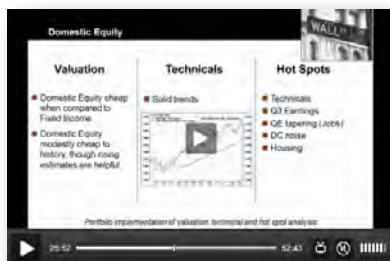 Domestic Equity
WALL ST
Valuation
Domestic Equity cheap
when compared to
Fixed Income
Domestic Equity
modestly cheap to
history, though rising
estimates are helpful.
Technicals
Solid trends
Hot Spots
Technicals
Q3 Earnings
QE tapering (Jobs)
DC noise
Housing
Portfolio implementation of valuation, technical and hot spot analysis
25:52
52:43